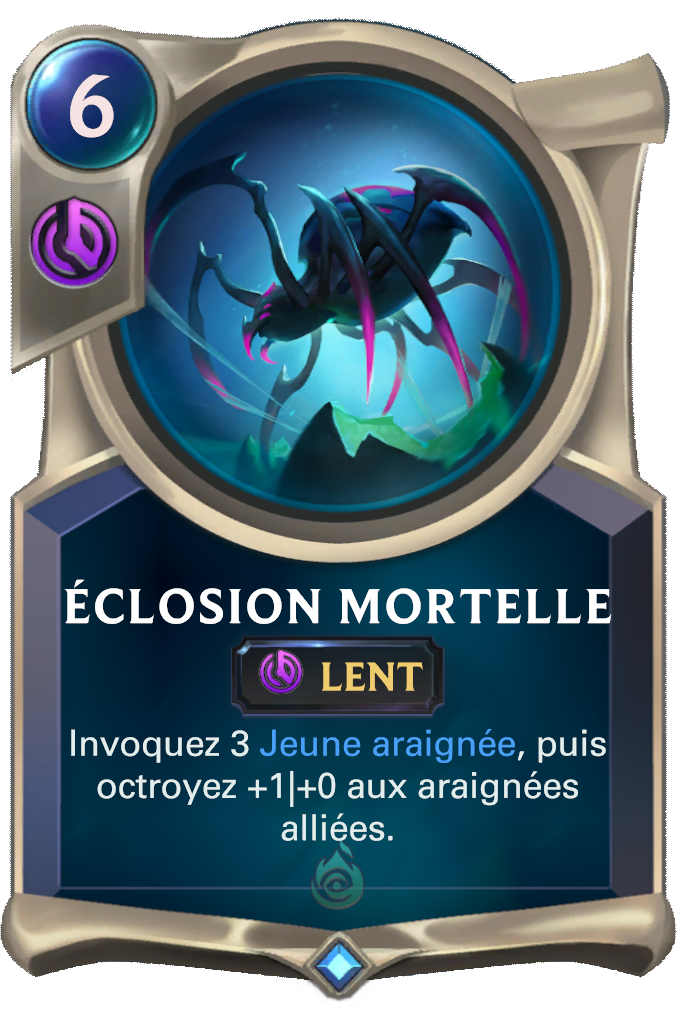 6
ÉCLOSION MORTELLE
LENT
Invoquez 3 Jeune araignée, puis
octroyez +1|+0 aux araignées
alliées.